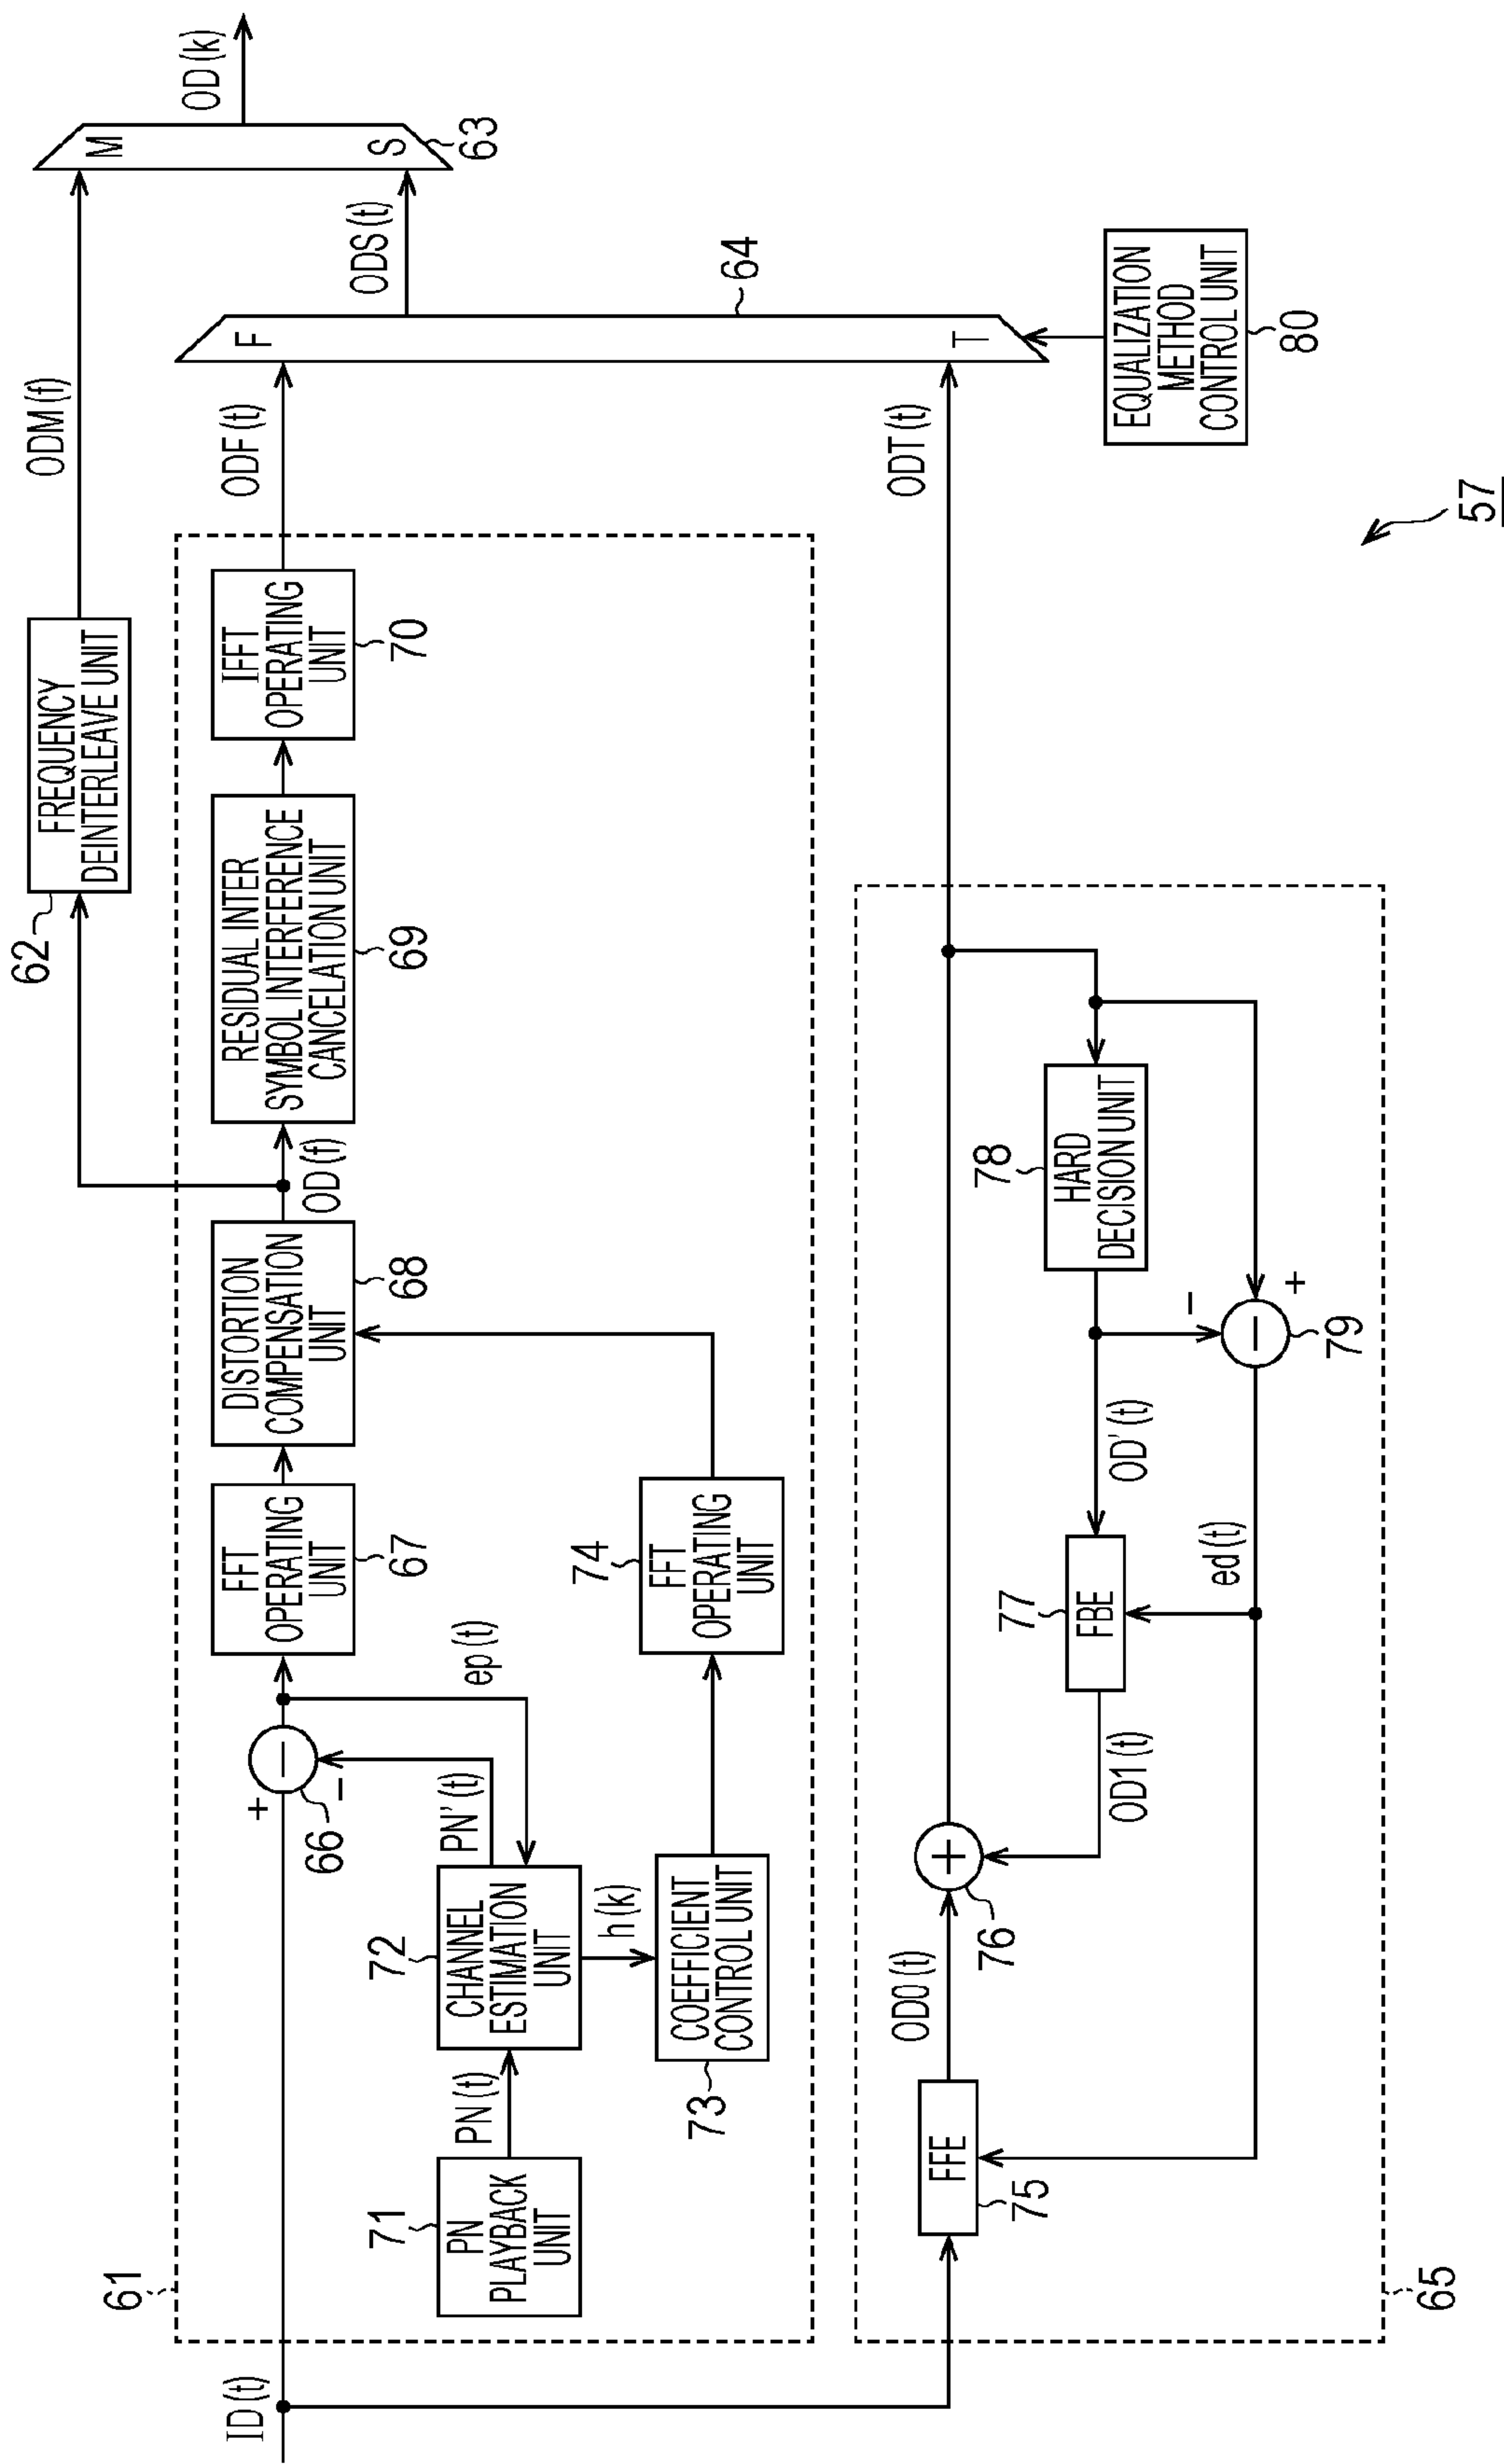 ID(t)
61
+
−
−
66
ep(t)
FFT
OPERATING
UNIT
67
DISTORTION
COMPENSATION
UNIT
68
OD(f)
RESIDUAL INTER
SYMBOL INTERFERENCE
CANCELATION UNIT
69
IFFT
OPERATING
UNIT
70
ODF(t)
62
FREQUENCY
DEINTERLEAVE UNIT
ODM(f)
M
S
63
OD(k)
F
T
64
ODS(t)
71
PN
PLAYBACK
UNIT
PN(t)
72
CHANNEL
ESTIMATION
UNIT
PN'(t)
h(k)
73
COEFFICIENT
CONTROL UNIT
74
FFT
OPERATING
UNIT
FFE
75
OD0(t)
+
76
OD1(t)
77
FBE
OD'(t)
ed(t)
78
HARD
DECISION UNIT
−
−
+
79
ODT(t)
65
EQUALIZATION
METHOD
CONTROL UNIT
80
57